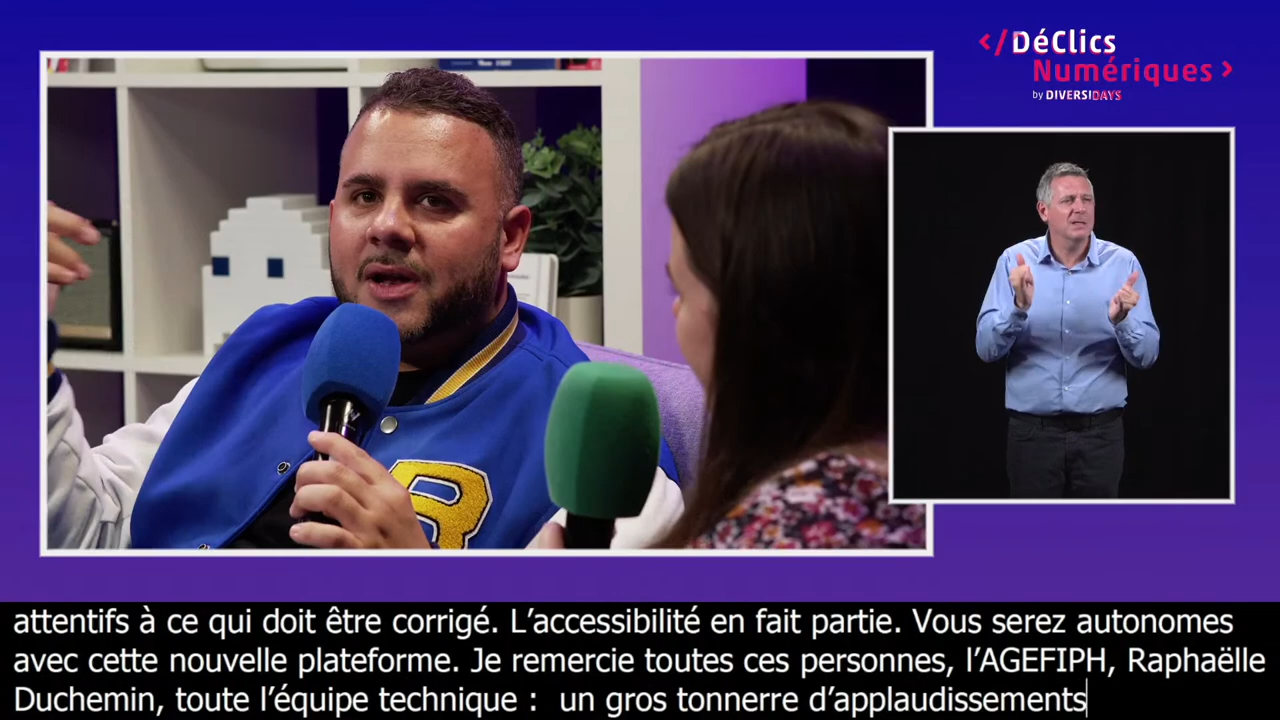 </DéClics
Numériques>
by DIVERSIDAYS
attentifs à ce qui doit être corrigé. L’accessibilité en fait partie. Vous serez autonomes
avec cette nouvelle plateforme. Je remercie toutes ces personnes, l’AGEFIPH, Raphaëlle
Duchemin, toute l’équipe technique :  un gros tonnerre d’applaudissements